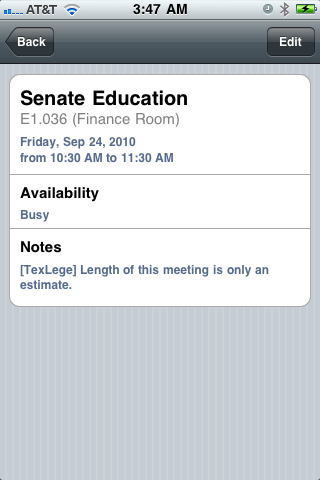 AT&T 3:47 AM
Back Edit
Senate Education
E1.036 (Finance Room)
Friday, Sep 24, 2010
from 10:30 AM to 11:30 AM
Availability
Busy
Notes
[TexLege] Length of this meeting is only an
estimate.